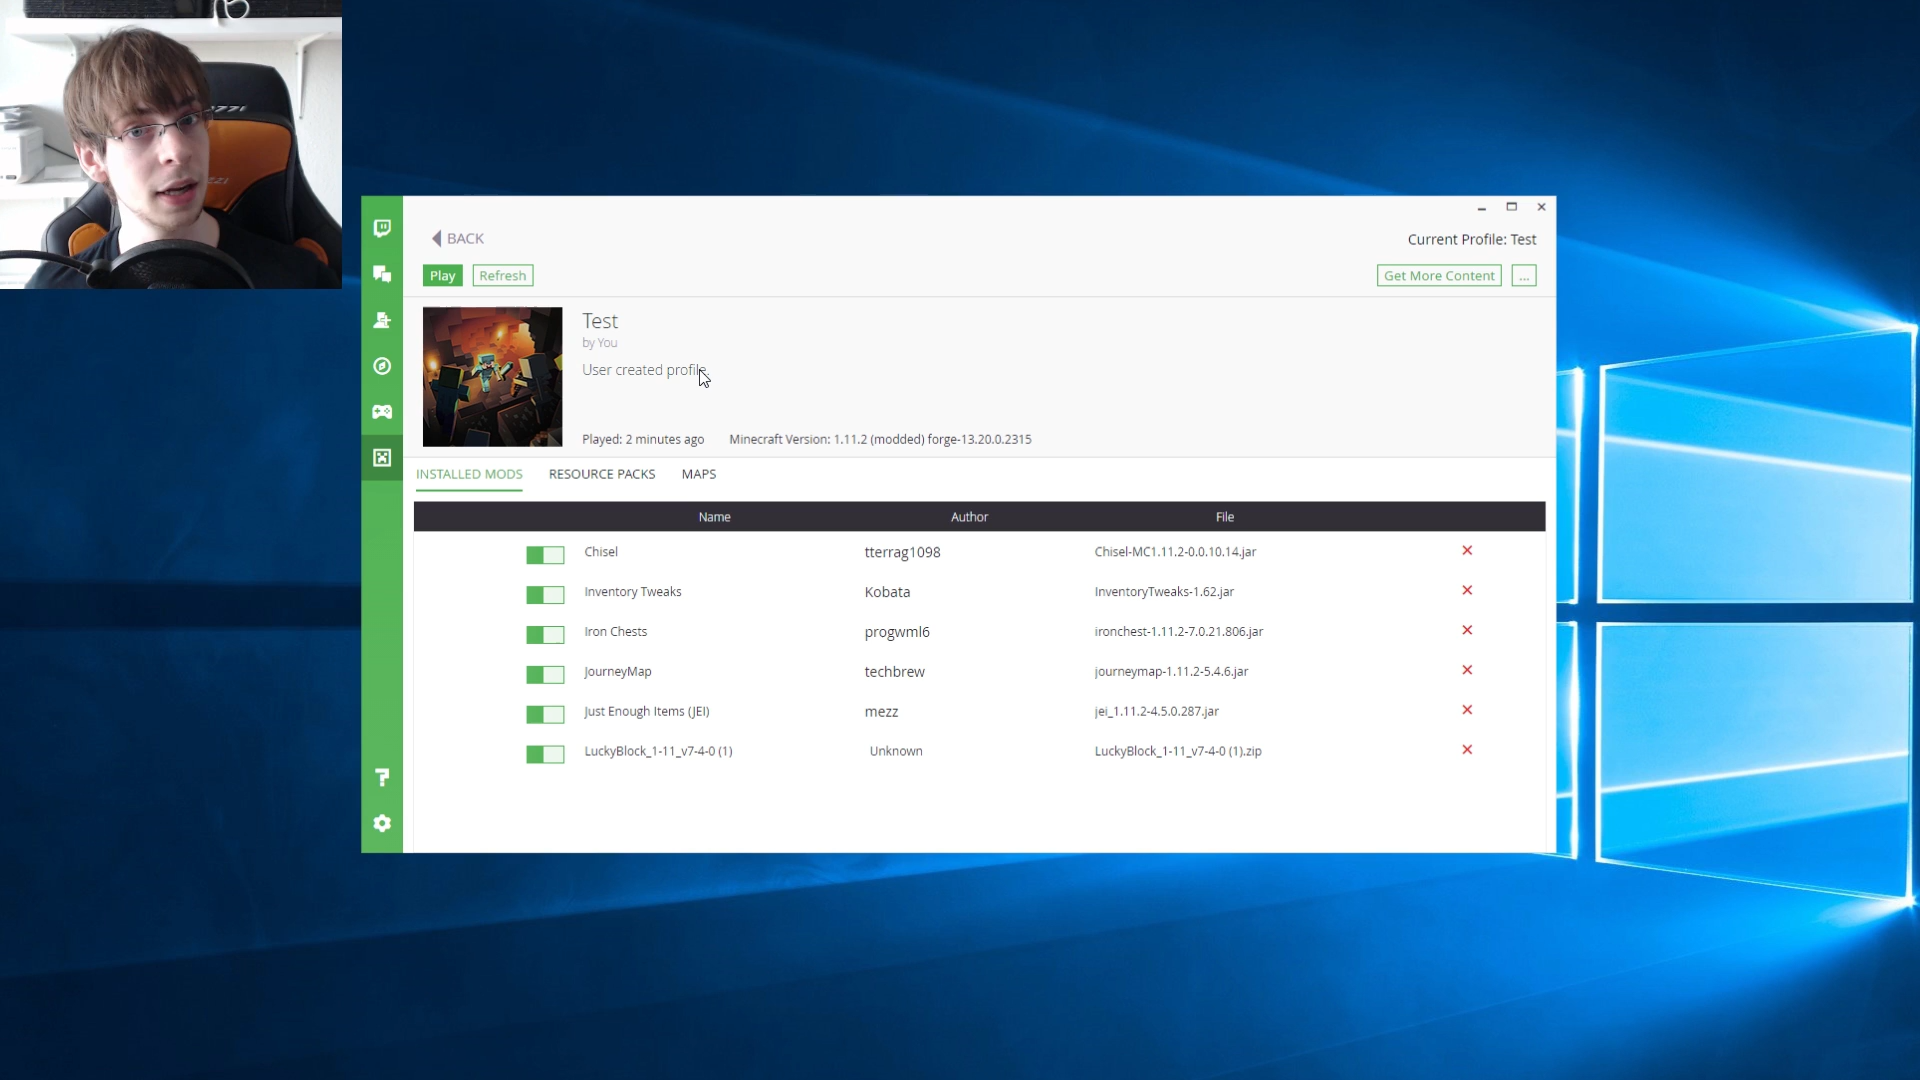 BACK
Current Profile: Test
Play
Refresh
Get More Content
...
Test
by You
User created profile
Played: 2 minutes ago
Minecraft Version: 1.11.2 (modded) forge-13.20.0.2315
INSTALLED MODS
RESOURCE PACKS
MAPS
Name Author File
Chisel tterrag1098 Chisel-MC1.11.2-0.0.10.14.jar
Inventory Tweaks Kobata InventoryTweaks-1.62.jar
Iron Chests progwml6 ironchest-1.11.2-7.0.21.806.jar
JourneyMap techbrew journeymap-1.11.2-5.4.6.jar
Just Enough Items (JEI) mezz jei_1.11.2-4.5.0.287.jar
LuckyBlock_1-11_v7-4-0 (1) Unknown LuckyBlock_1-11_v7-4-0 (1).zip